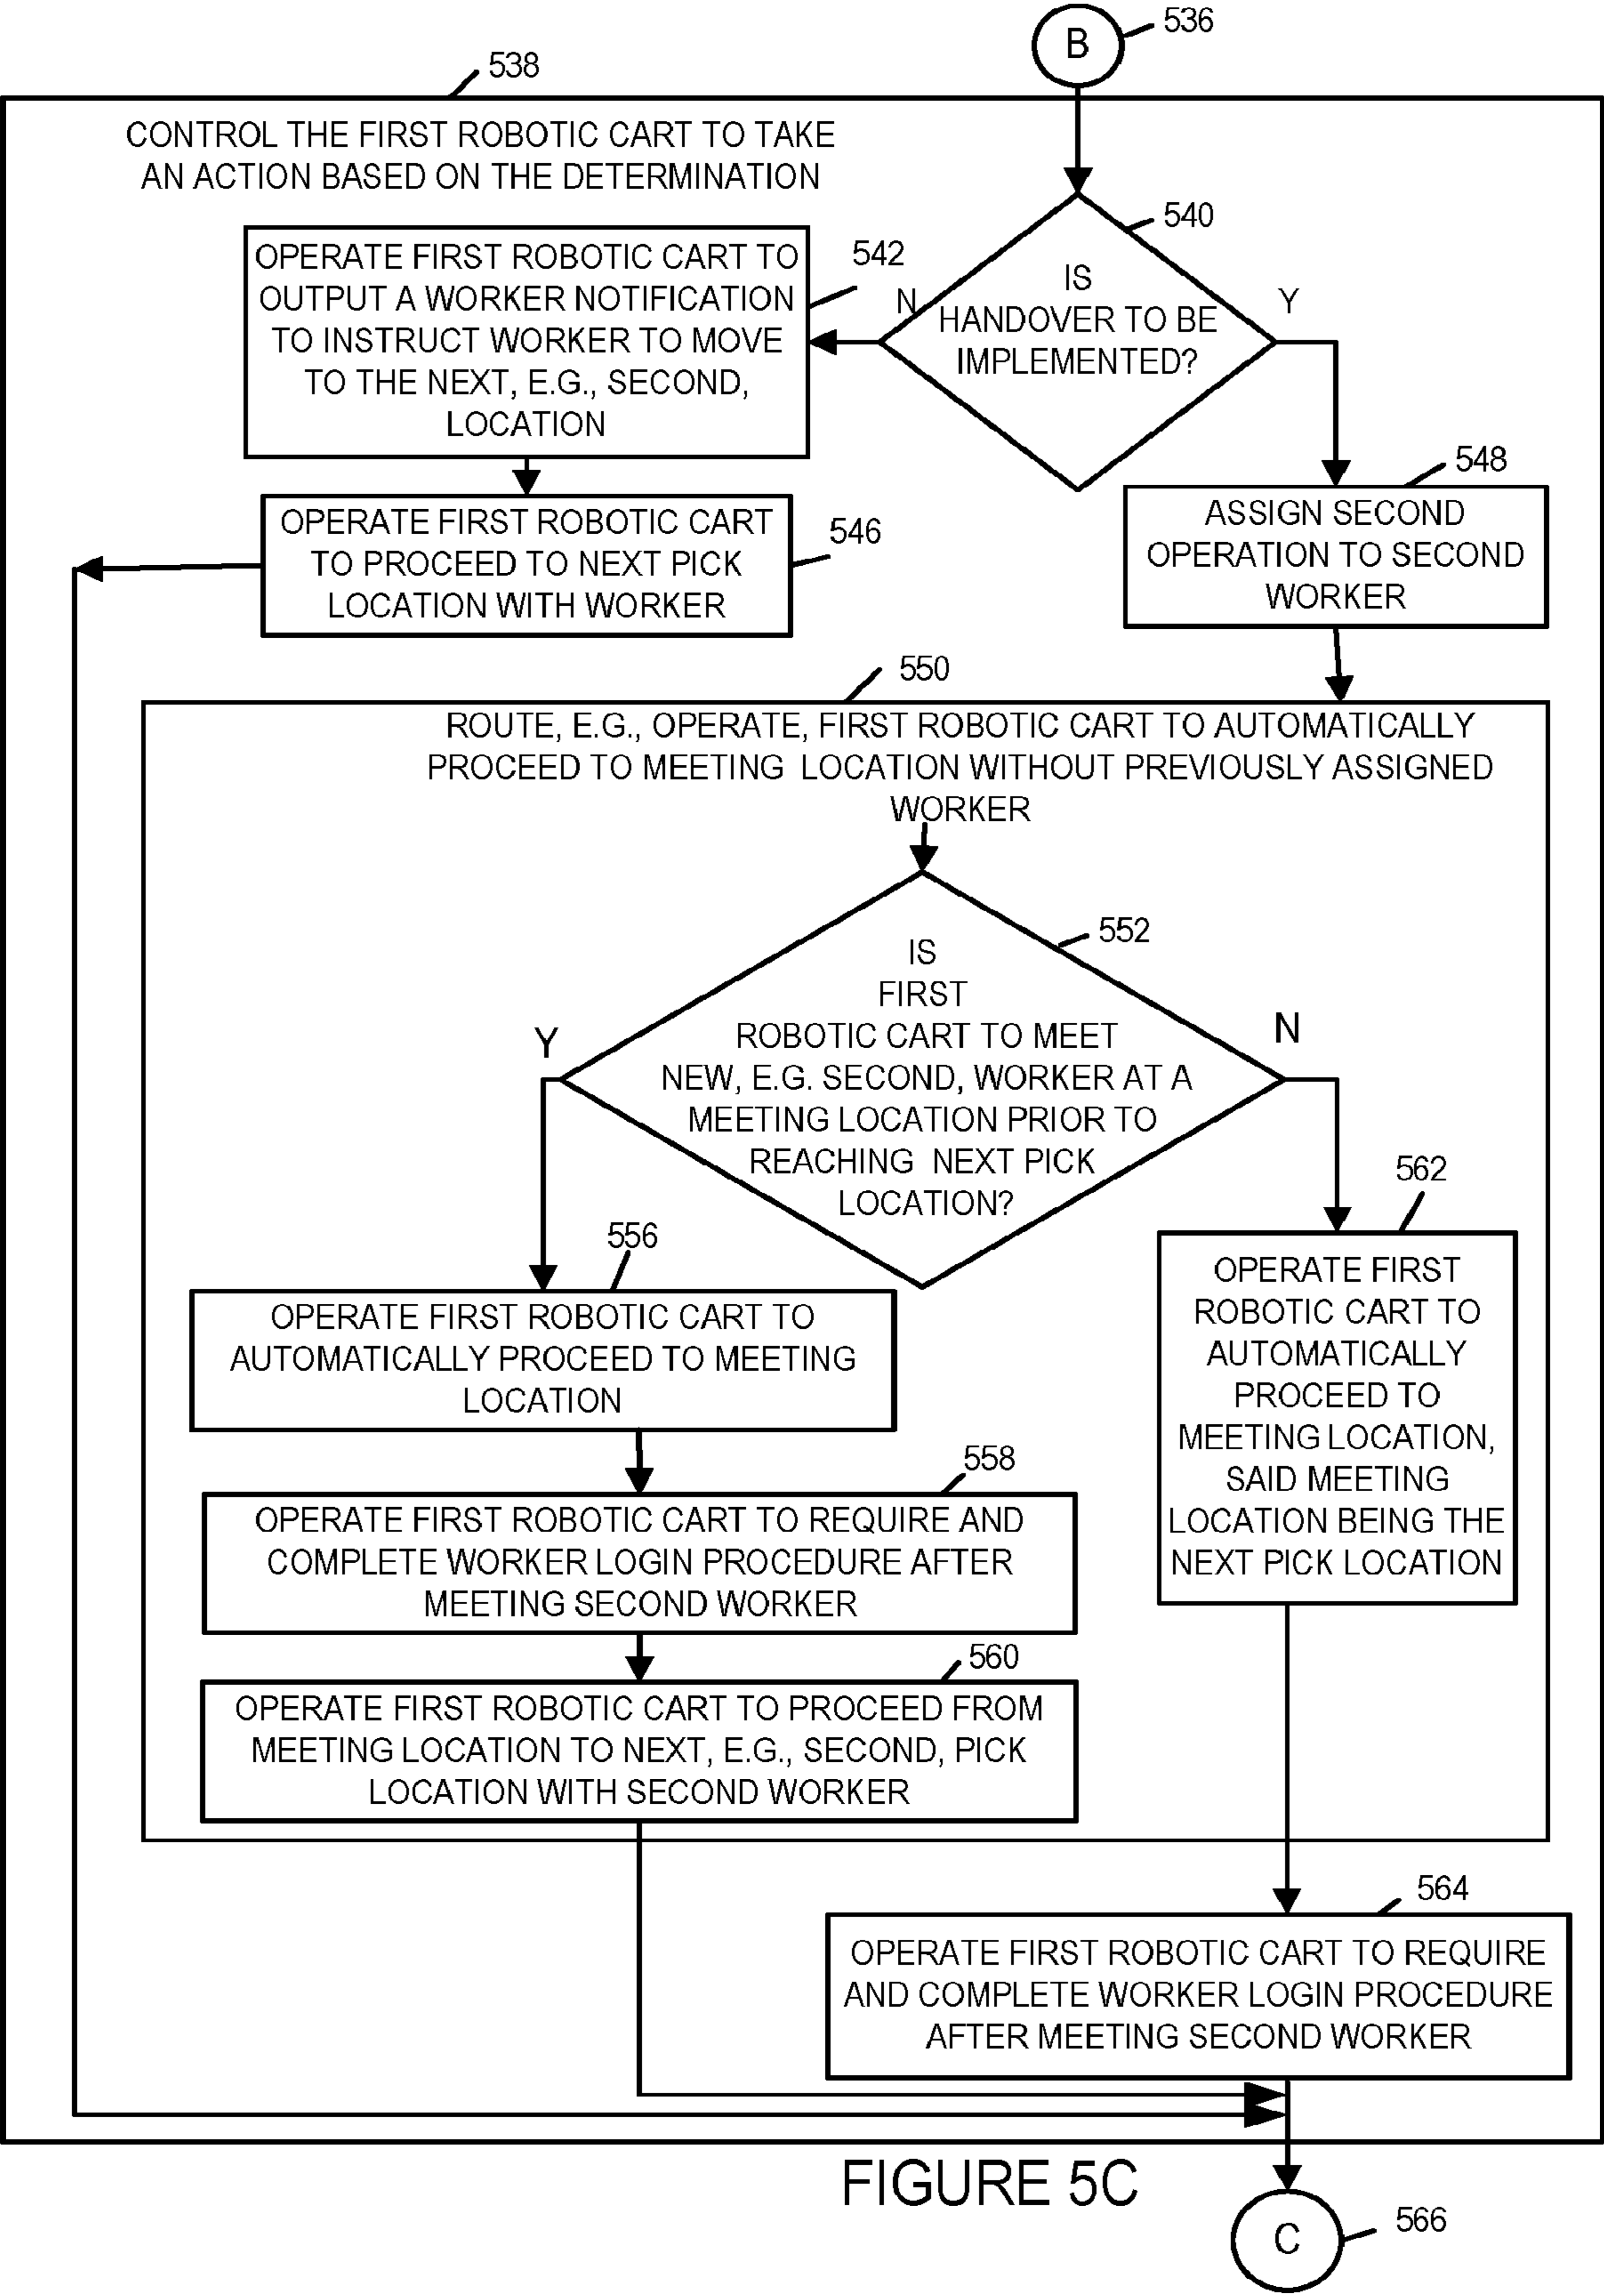 B
536
538
CONTROL THE FIRST ROBOTIC CART TO TAKE
AN ACTION BASED ON THE DETERMINATION
540
IS
HANDOVER TO BE
IMPLEMENTED?
N
Y
542
OPERATE FIRST ROBOTIC CART TO
OUTPUT A WORKER NOTIFICATION
TO INSTRUCT WORKER TO MOVE
TO THE NEXT, E.G., SECOND,
LOCATION
546
OPERATE FIRST ROBOTIC CART
TO PROCEED TO NEXT PICK
LOCATION WITH WORKER
548
ASSIGN SECOND
OPERATION TO SECOND
WORKER
550
ROUTE, E.G., OPERATE, FIRST ROBOTIC CART TO AUTOMATICALLY
PROCEED TO MEETING LOCATION WITHOUT PREVIOUSLY ASSIGNED
WORKER
552
IS
FIRST
ROBOTIC CART TO MEET
NEW, E.G. SECOND, WORKER AT A
MEETING LOCATION PRIOR TO
REACHING NEXT PICK
LOCATION?
Y
N
556
OPERATE FIRST ROBOTIC CART TO
AUTOMATICALLY PROCEED TO MEETING
LOCATION
558
OPERATE FIRST ROBOTIC CART TO REQUIRE AND
COMPLETE WORKER LOGIN PROCEDURE AFTER
MEETING SECOND WORKER
560
OPERATE FIRST ROBOTIC CART TO PROCEED FROM
MEETING LOCATION TO NEXT, E.G., SECOND, PICK
LOCATION WITH SECOND WORKER
562
OPERATE FIRST
ROBOTIC CART TO
AUTOMATICALLY
PROCEED TO
MEETING LOCATION,
SAID MEETING
LOCATION BEING THE
NEXT PICK LOCATION
564
OPERATE FIRST ROBOTIC CART TO REQUIRE
AND COMPLETE WORKER LOGIN PROCEDURE
AFTER MEETING SECOND WORKER
FIGURE 5C
C
566